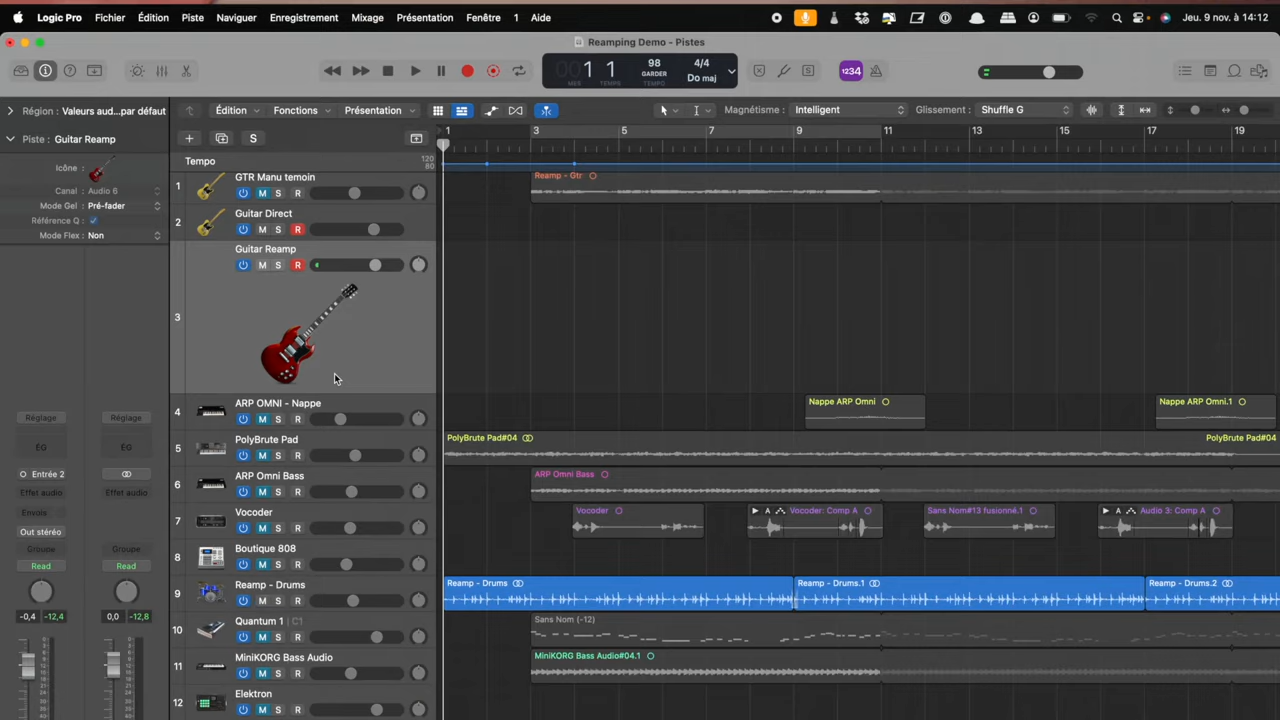 Logic Pro Fichier Édition Piste Naviguer Enregistrement Mixage Présentation Fenêtre 1 Aide Jeu. 9 nov. à 14:12
Reamping Demo - Pistes
001 1 98 4/4
MES TEMPS GARDER TEMPO Do maj
1234
Région : Valeurs aud...par défaut
Édition Fonctions Présentation Magnétisme : Intelligent Glissement : Shuffle G
Piste : Guitar Reamp
S
1 3 5 7 9 11 13 15 17 19
Icône :
Tempo 120
80
Canal : Audio 6
Mode Gel : Pré-fader
Référence Q :
Mode Flex : Non
1 GTR Manu temoin
M S R
Reamp - Gtr
2 Guitar Direct
M S R
3 Guitar Reamp
M S R
4 ARP OMNI - Nappe
M S R
Nappe ARP Omni Nappe ARP Omni.1
5 PolyBrute Pad
M S R
PolyBrute Pad#04 PolyBrute Pad#04
6 ARP Omni Bass
M S R
ARP Omni Bass
7 Vocoder
M S R
Vocoder A Vocoder: Comp A Sans Nom#13 fusionné.1 A Audio 3: Comp A
8 Boutique 808
M S R
9 Reamp - Drums
M S R
Reamp - Drums Reamp - Drums.1 Reamp - Drums.2
10 Quantum 1 | C1
M S R
Sans Nom (-12)
11 MiniKORG Bass Audio
M S R
MiniKORG Bass Audio#04.1
12 Elektron
M S R
Réglage Réglage
EG EG
Entrée 2
Effet audio Effet audio
Envois
Out stéréo
Groupe Groupe
Read Read
-0,4 -12,4 0,0 -12,8